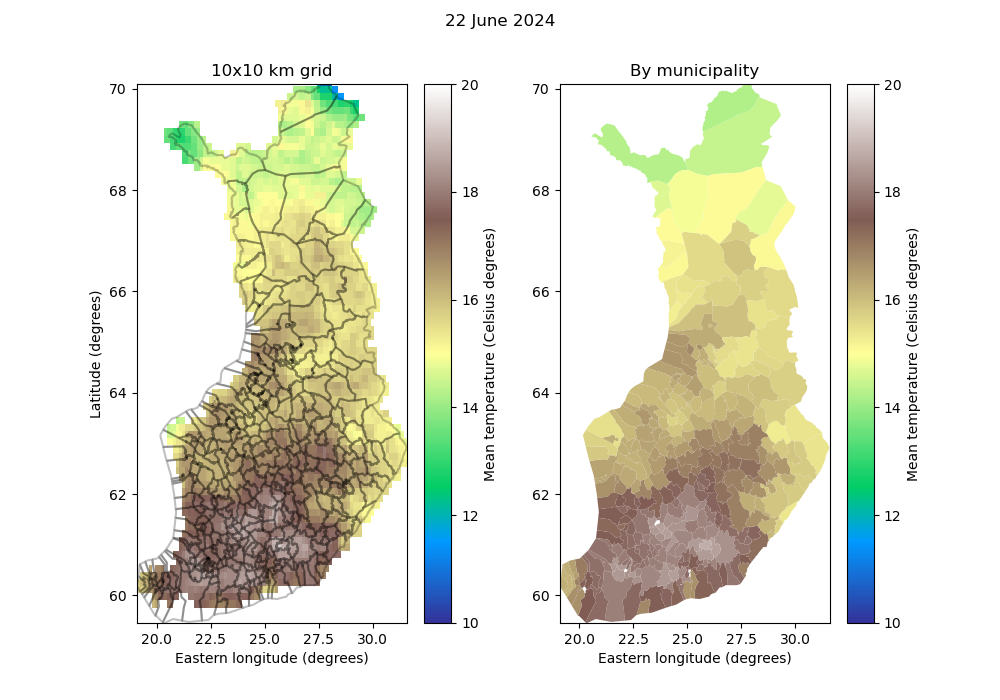 22 June 2024
10x10 km grid
By municipality
70
68
66
64
62
60
Latitude (degrees)
20.0 22.5 25.0 27.5 30.0
Eastern longitude (degrees)
20
18
16
14
12
10
Mean temperature (Celsius degrees)
70
68
66
64
62
60
20.0 22.5 25.0 27.5 30.0
Eastern longitude (degrees)
20
18
16
14
12
10
Mean temperature (Celsius degrees)